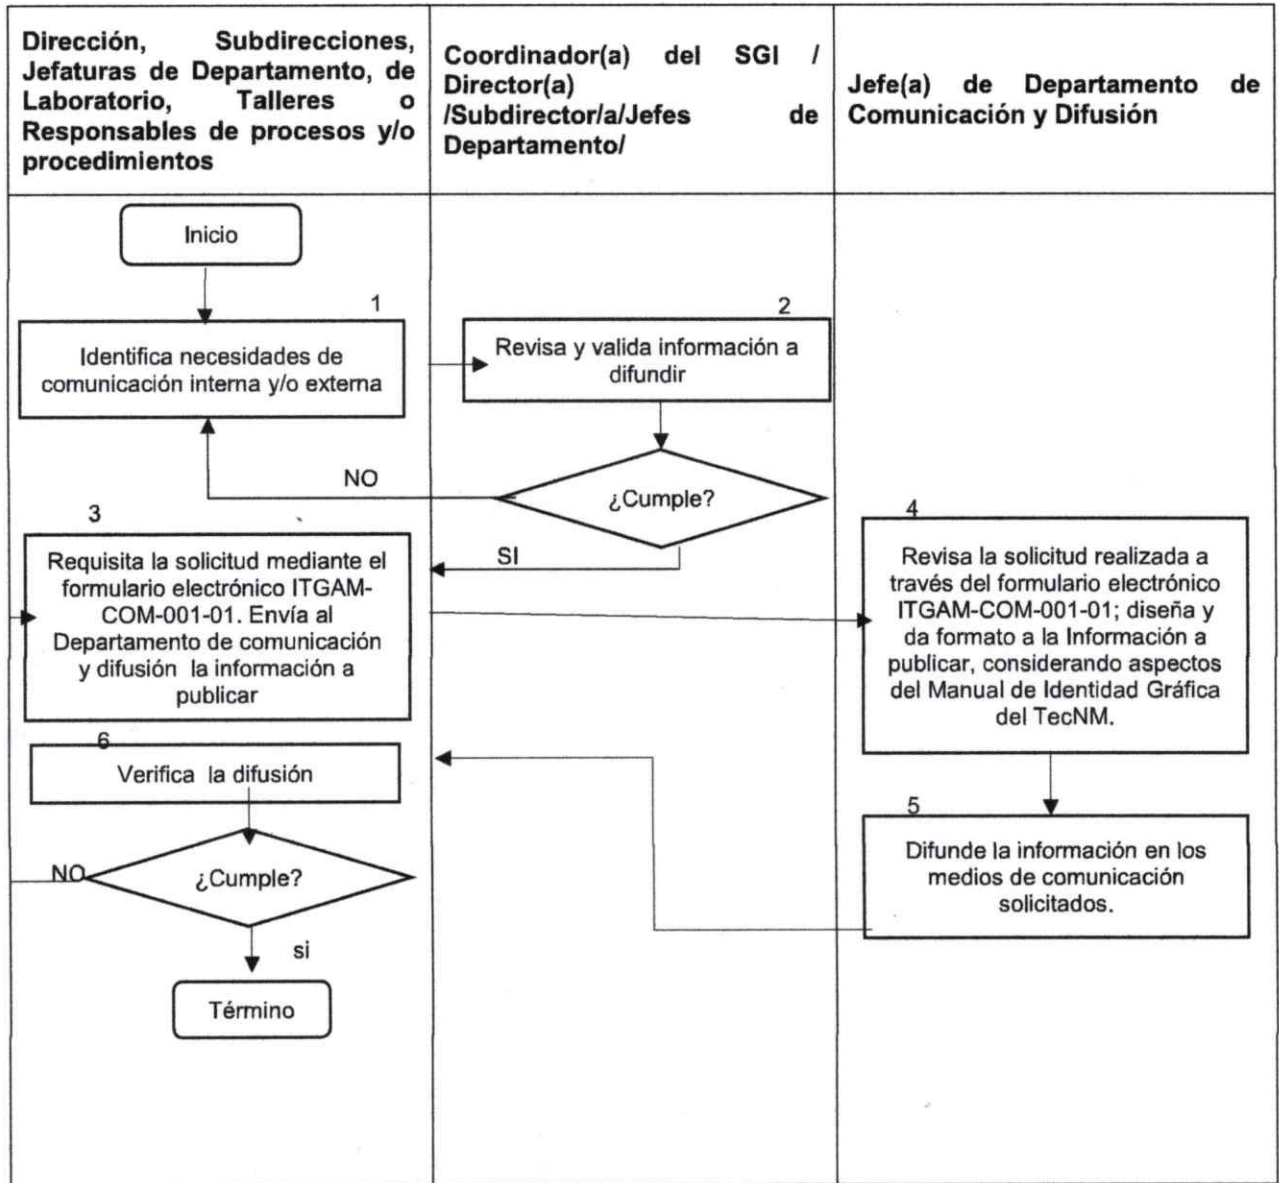 Dirección, Subdirecciones,
Jefaturas de Departamento, de
Laboratorio, Talleres o
Responsables de procesos y/o
procedimientos
Coordinador(a) del SGI /
Director(a)
/Subdirector/a/Jefes de
Departamento/
Jefe(a) de Departamento de
Comunicación y Difusión
Inicio
1
Identifica necesidades de
comunicación interna y/o externa
2
Revisa y valida información a
difundir
¿Cumple?
NO
SI
3
Requisita la solicitud mediante el
formulario electrónico ITGAM-
COM-001-01. Envía al
Departamento de comunicación
y difusión la información a
publicar
4
Revisa la solicitud realizada a
través del formulario electrónico
ITGAM-COM-001-01; diseña y
da formato a la Información a
publicar, considerando aspectos
del Manual de Identidad Gráfica
del TecNM.
5
Difunde la información en los
medios de comunicación
solicitados.
6
Verifica la difusión
¿Cumple?
NO
si
Término